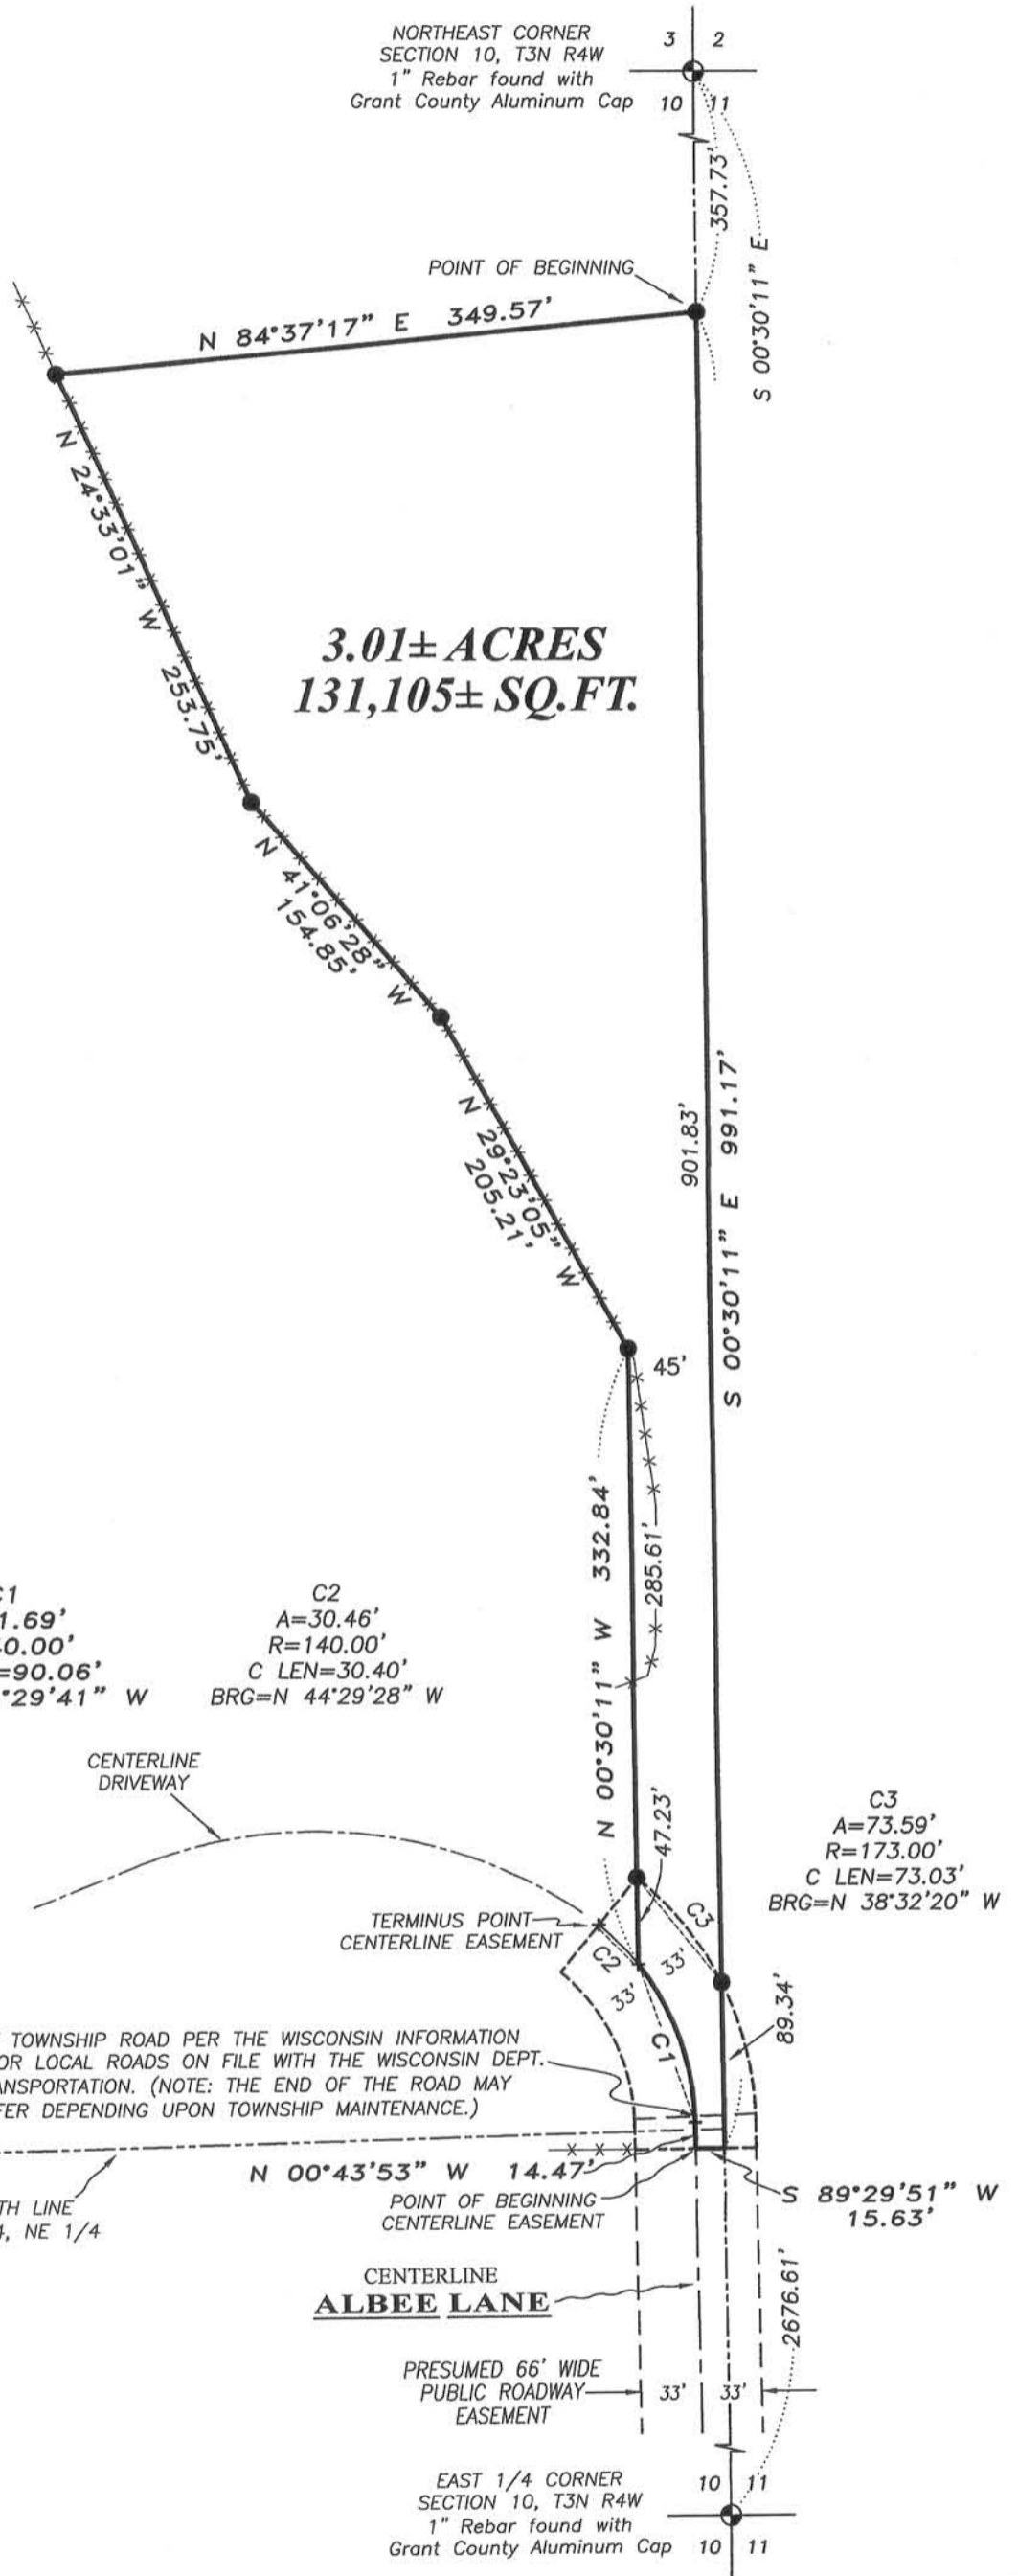 NORTHEAST CORNER
SECTION 10, T3N R4W
1" Rebar found with
Grant County Aluminum Cap
3 2
10 11
357.73'
S 00°30'11" E
POINT OF BEGINNING
N 84°37'17" E 349.57'
N 24°33'01" W 253.75'
3.01± ACRES
131,105± SQ.FT.
N 41°06'28" W
154.85'
N 29°23'05" W
205.21'
901.83'
S 00°30'11" E 991.17'
45'
N 00°30'11" W 332.84'
285.61'
C1
1.69'
0.00'
=90.06'
°29'41" W
C2
A=30.46'
R=140.00'
C LEN=30.40'
BRG=N 44°29'28" W
CENTERLINE
DRIVEWAY
47.23'
C3
A=73.59'
R=173.00'
C LEN=73.03'
BRG=N 38°32'20" W
TERMINUS POINT
CENTERLINE EASEMENT
C3
C2
33'
33'
C1
89.34'
TOWNSHIP ROAD PER THE WISCONSIN INFORMATION
OR LOCAL ROADS ON FILE WITH THE WISCONSIN DEPT.
ANSPORTATION. (NOTE: THE END OF THE ROAD MAY
FER DEPENDING UPON TOWNSHIP MAINTENANCE.)
N 00°43'53" W 14.47'
TH LINE
4, NE 1/4
POINT OF BEGINNING
CENTERLINE EASEMENT
S 89°29'51" W
15.63'
CENTERLINE
ALBEE LANE
2676.61'
PRESUMED 66' WIDE
PUBLIC ROADWAY
EASEMENT
33' 33'
EAST 1/4 CORNER
SECTION 10, T3N R4W
1" Rebar found with
Grant County Aluminum Cap
10 11
10 11